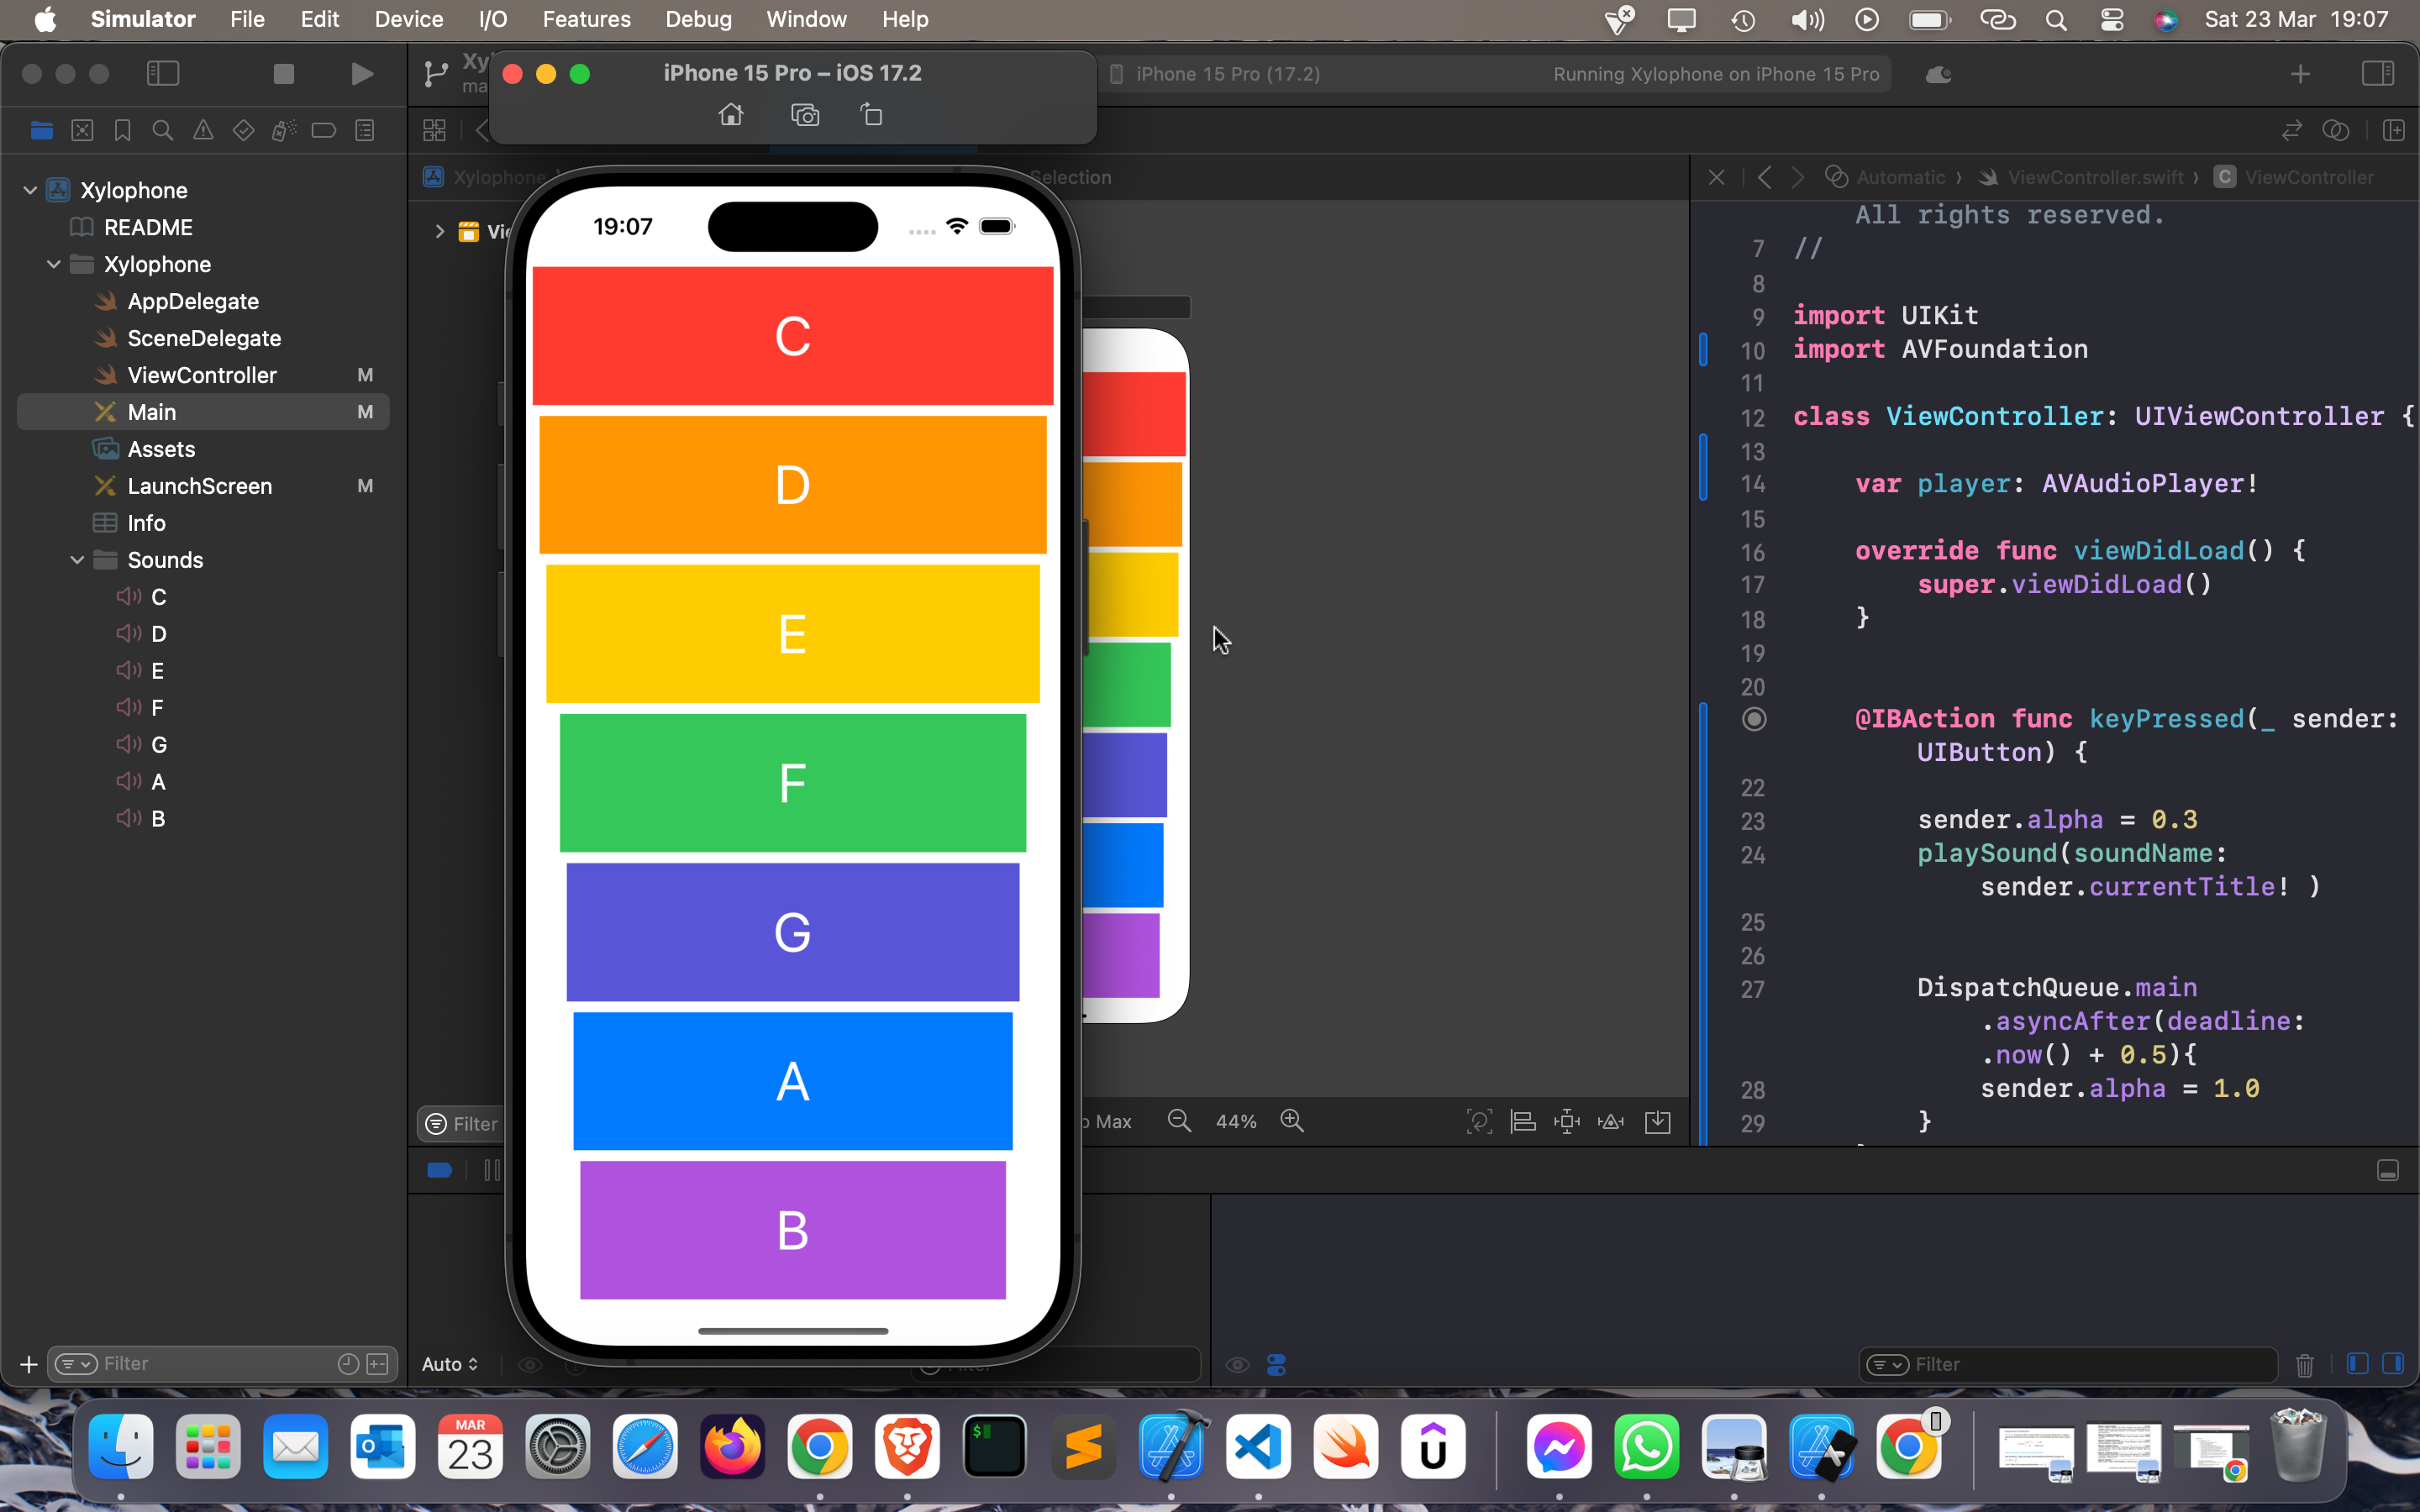 Simulator File Edit Device I/O Features Debug Window Help Sat 23 Mar 19:07
iPhone 15 Pro – iOS 17.2
iPhone 15 Pro (17.2) Running Xylophone on iPhone 15 Pro
Xylophone
README
Xylophone
AppDelegate
SceneDelegate
ViewController M
Main M
Assets
LaunchScreen M
Info
Sounds
C
D
E
F
G
A
B
Filter
Xylophone
Selection
19:07
C
D
E
F
G
A
B
Filter
Max 44%
Auto
Automatic ViewController.swift C ViewController
All rights reserved.
7 //
8
9 import UIKit
10 import AVFoundation
11
12 class ViewController: UIViewController {
13
14 var player: AVAudioPlayer!
15
16 override func viewDidLoad() {
17 super.viewDidLoad()
18 }
19
20
@IBAction func keyPressed(_ sender:
UIButton) {
22
23 sender.alpha = 0.3
24 playSound(soundName:
sender.currentTitle! )
25
26
27 DispatchQueue.main
.asyncAfter(deadline:
.now() + 0.5){
28 sender.alpha = 1.0
29 }
Filter
MAR
23